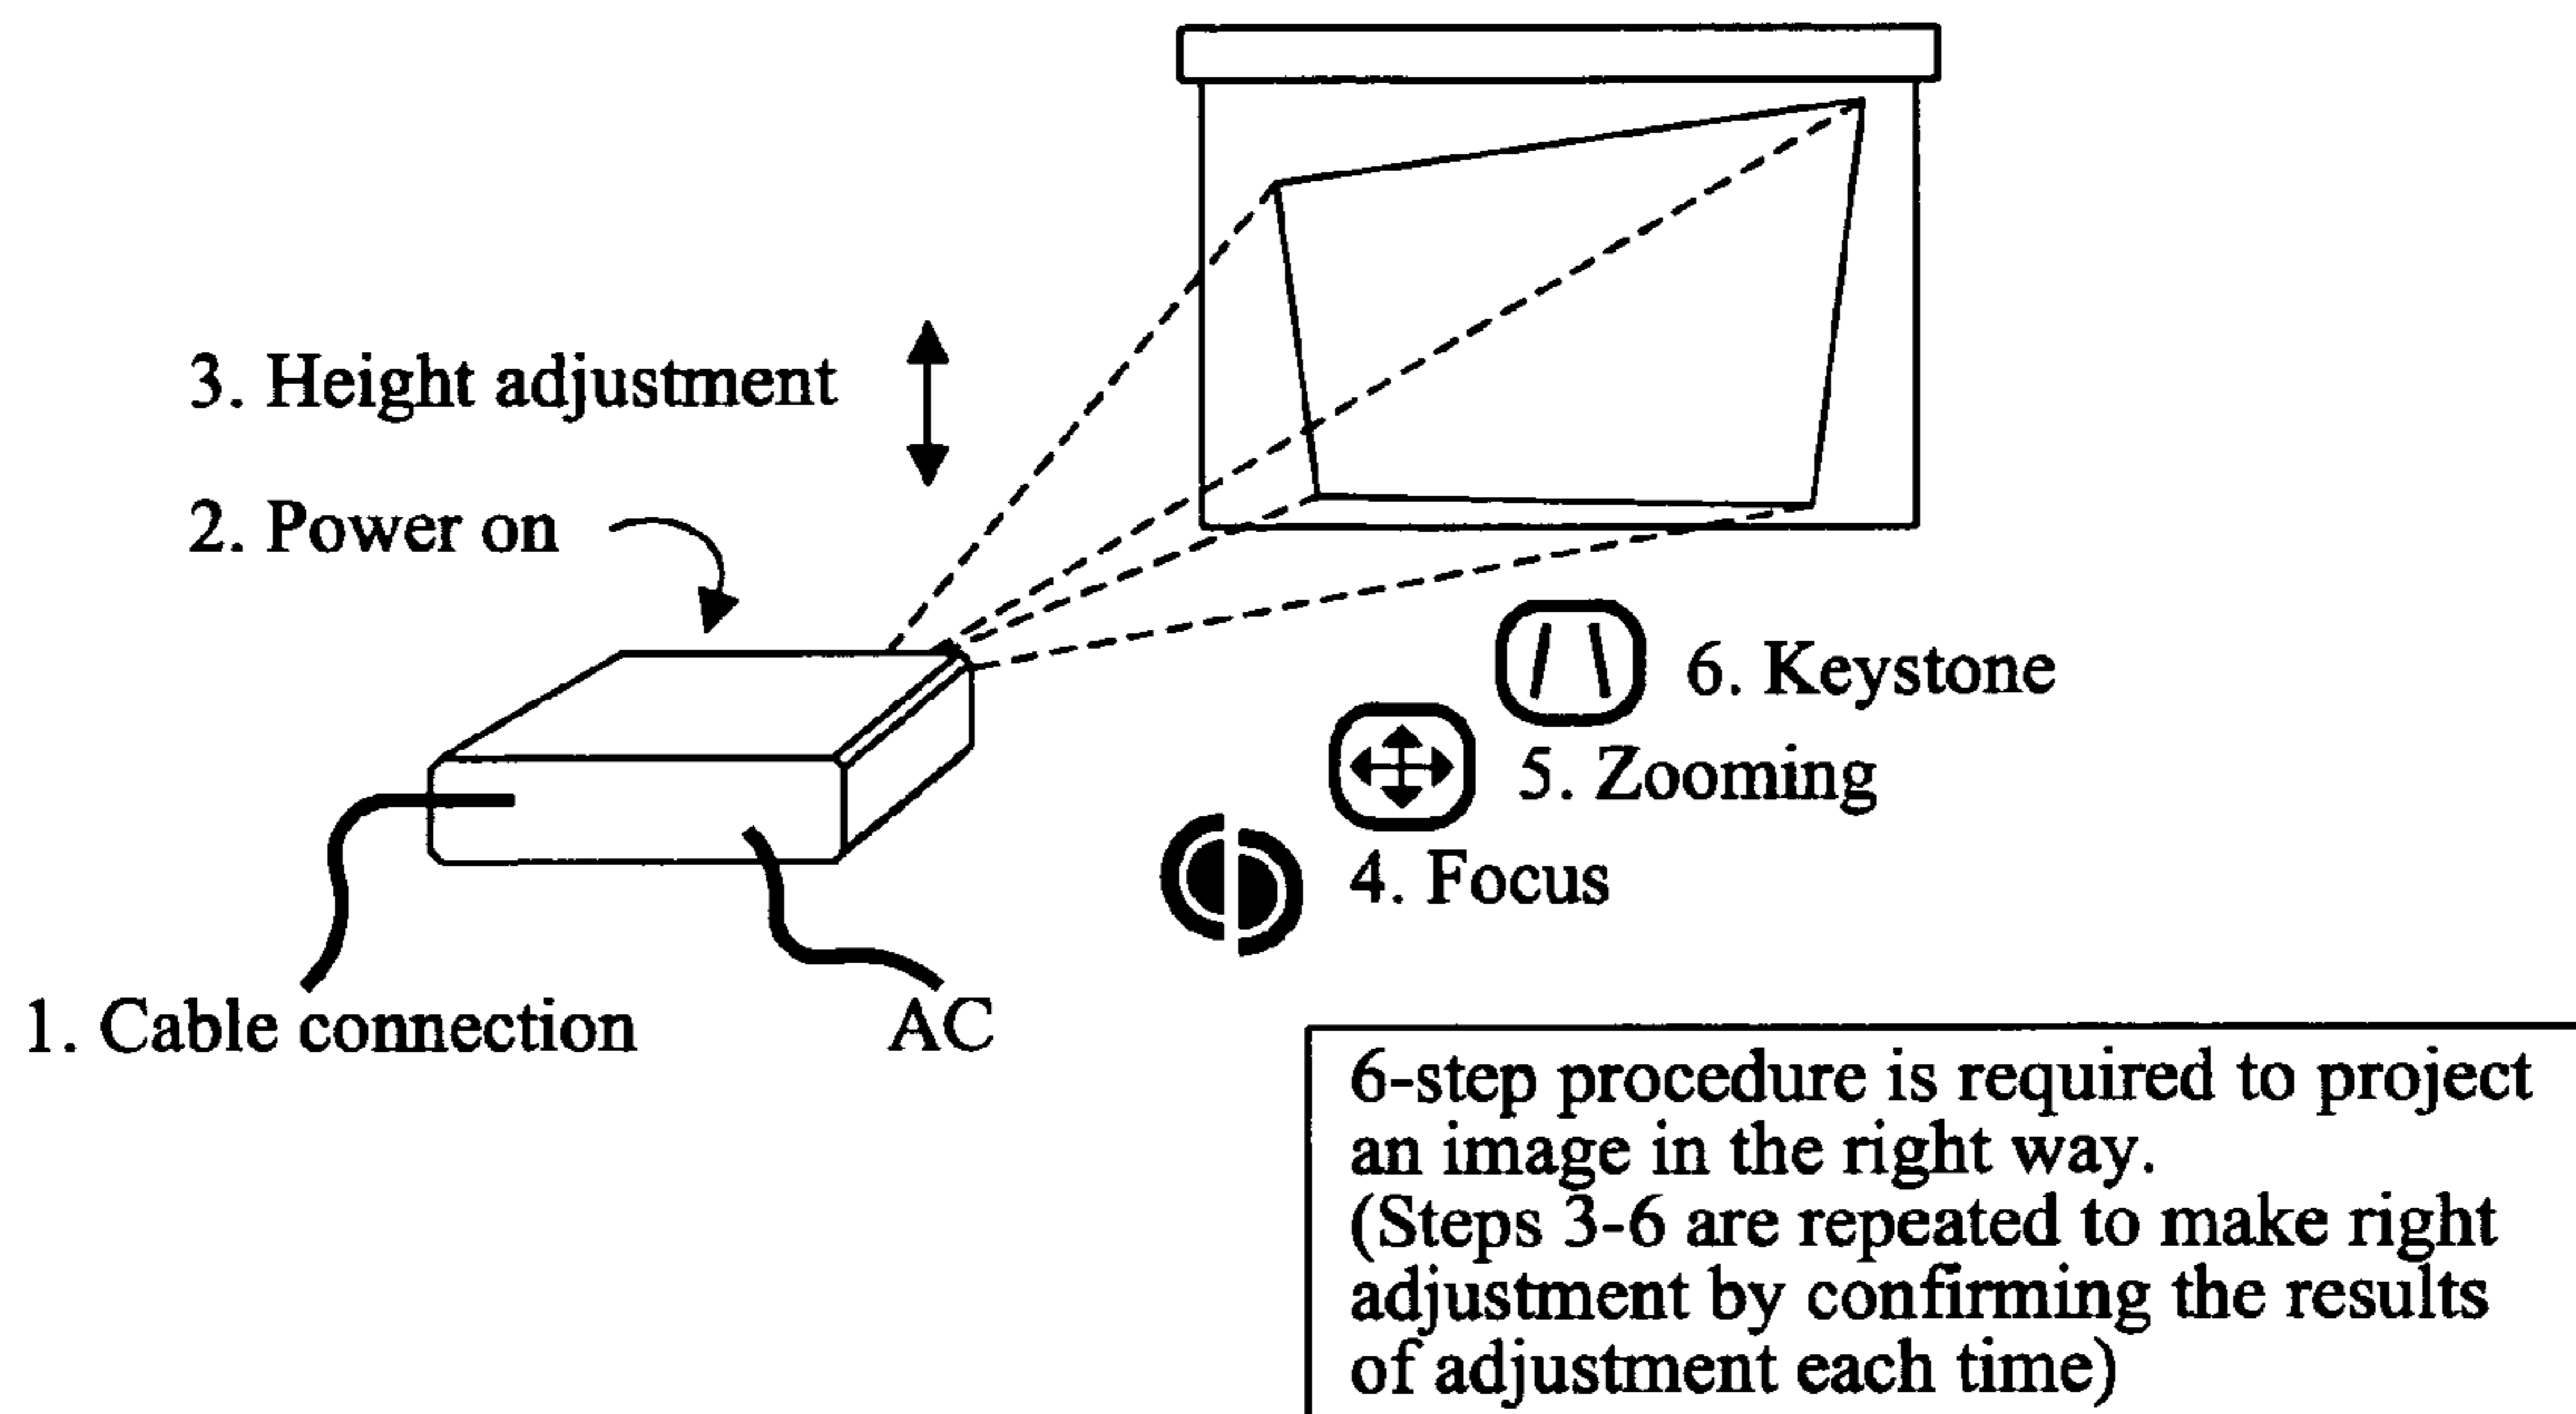 3. Height adjustment
2. Power on
6. Keystone
5. Zooming
4. Focus
1. Cable connection
AC
6-step procedure is required to project
an image in the right way.
(Steps 3-6 are repeated to make right
adjustment by confirming the results
of adjustment each time)